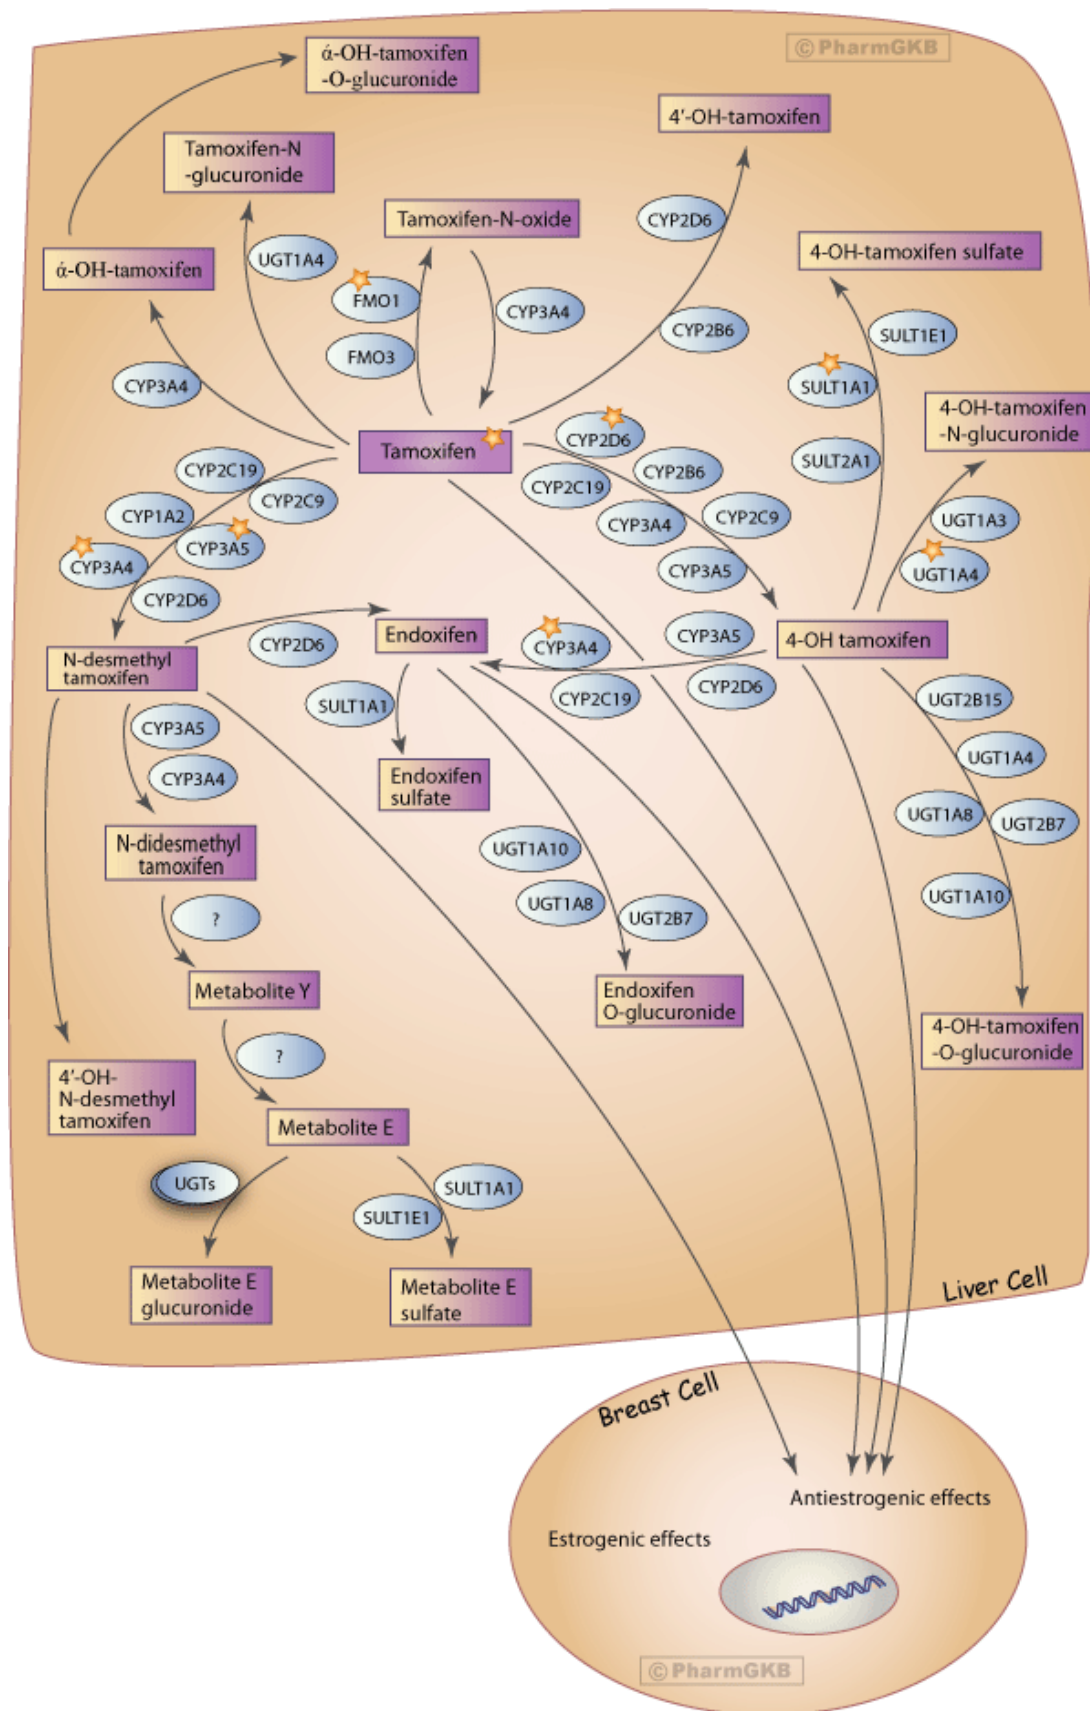 © PharmGKB
ά-OH-tamoxifen
-O-glucuronide
4'-OH-tamoxifen
Tamoxifen-N
-glucuronide
Tamoxifen-N-oxide
CYP2D6
4-OH-tamoxifen sulfate
ά-OH-tamoxifen
UGT1A4
FMO1
CYP3A4
FMO3
CYP2B6
SULT1E1
CYP3A4
SULT1A1
4-OH-tamoxifen
-N-glucuronide
Tamoxifen
CYP2D6
CYP2C19
CYP2B6
SULT2A1
CYP2C19
CYP2C9
CYP1A2
CYP3A4
CYP2C9
UGT1A3
CYP3A5
CYP3A4
CYP3A5
UGT1A4
CYP2D6
Endoxifen
CYP2D6
CYP3A4
CYP3A5
4-OH tamoxifen
N-desmethyl
tamoxifen
SULT1A1
CYP2C19
CYP2D6
UGT2B15
CYP3A5
CYP3A4
UGT1A4
Endoxifen
sulfate
UGT1A8
UGT2B7
N-didesmethyl
tamoxifen
UGT1A10
UGT1A8
UGT2B7
UGT1A10
?
Metabolite Y
Endoxifen
O-glucuronide
4-OH-tamoxifen
-O-glucuronide
?
4'-OH-
N-desmethyl
tamoxifen
Metabolite E
UGTs
SULT1A1
SULT1E1
Metabolite E
glucuronide
Metabolite E
sulfate
Liver Cell
Breast Cell
Antiestrogenic effects
Estrogenic effects
© PharmGKB